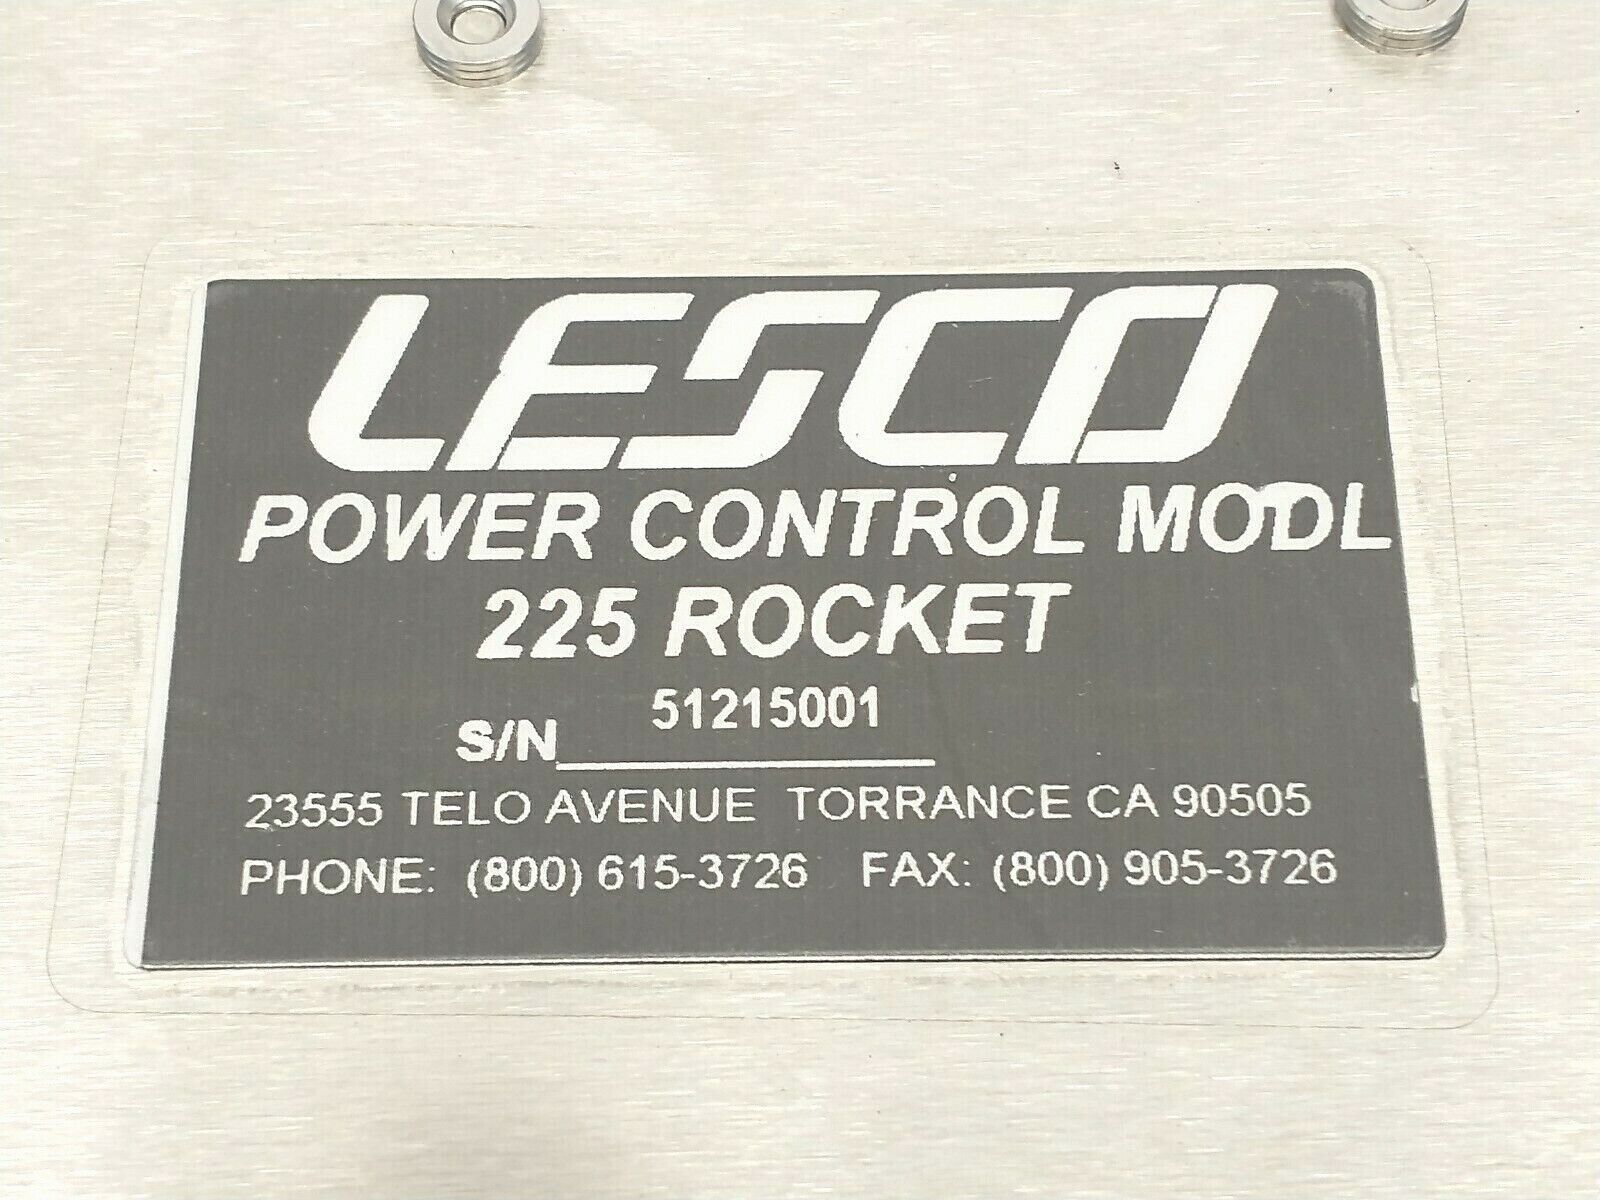 LESCO
POWER CONTROL MODL
225 ROCKET
51215001
S/N
23555 TELO AVENUE TORRANCE CA 90505
PHONE: (800) 615-3726 FAX: (800) 905-3726